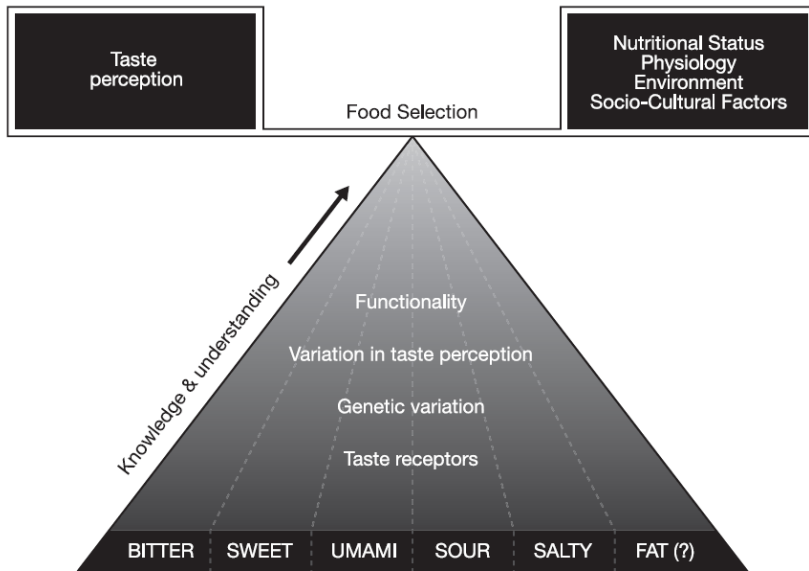 Taste
perception
Nutritional Status
Physiology
Environment
Socio-Cultural Factors
Food Selection
Knowledge & understanding
Functionality
Variation in taste perception
Genetic variation
Taste receptors
BITTER SWEET UMAMI SOUR SALTY FAT (?)